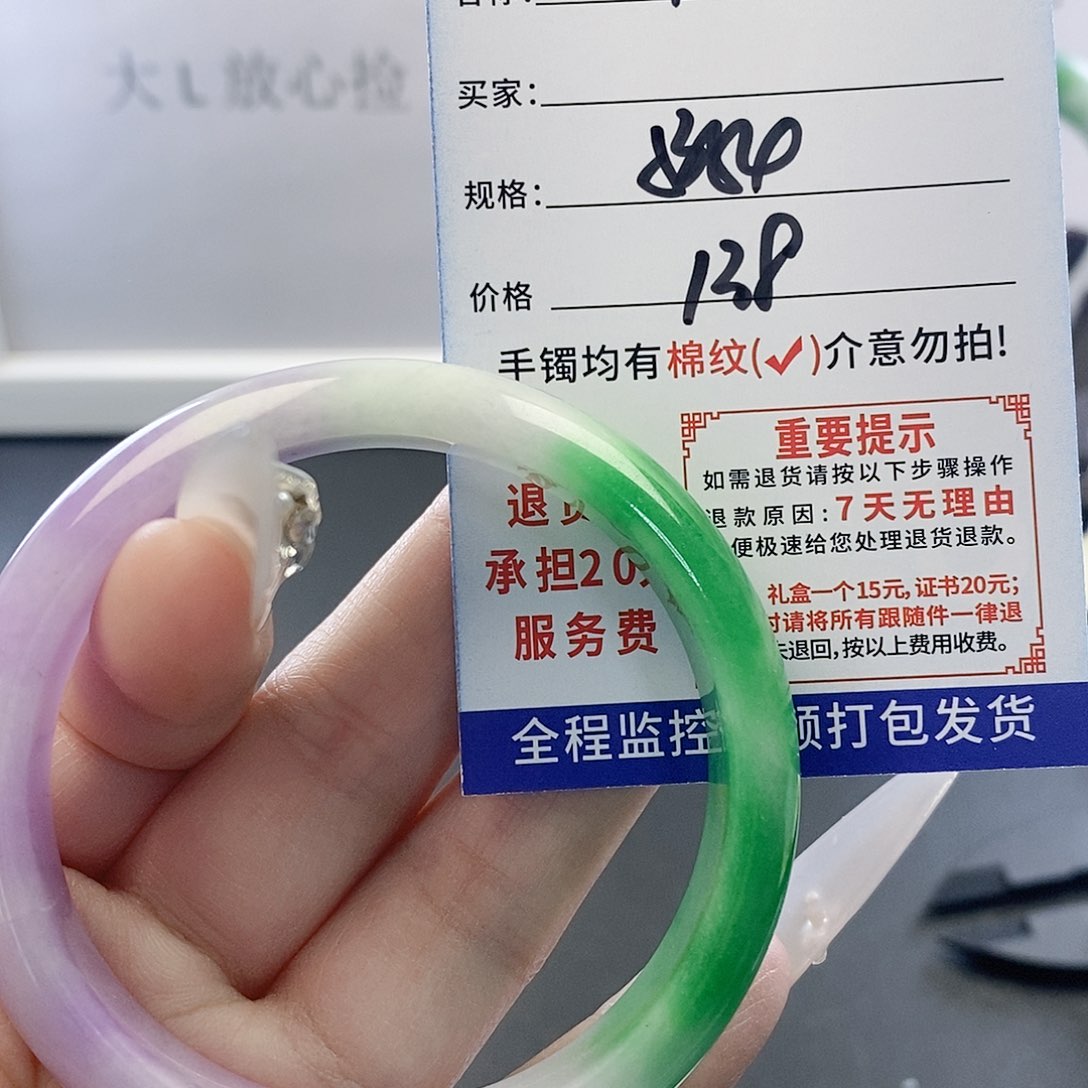 大L放心捡
买家:
规格:
价格 138
手镯均有棉纹(✓)介意勿拍!
退货
承担20
服务费
重要提示
如需退货请按以下步骤操作
退款原因:7天无理由
便极速给您处理退货退款。
礼盒一个15元,证书20元;
时请将所有跟随件一律退
未退回,按以上费用收费。
全程监控 频打包发货